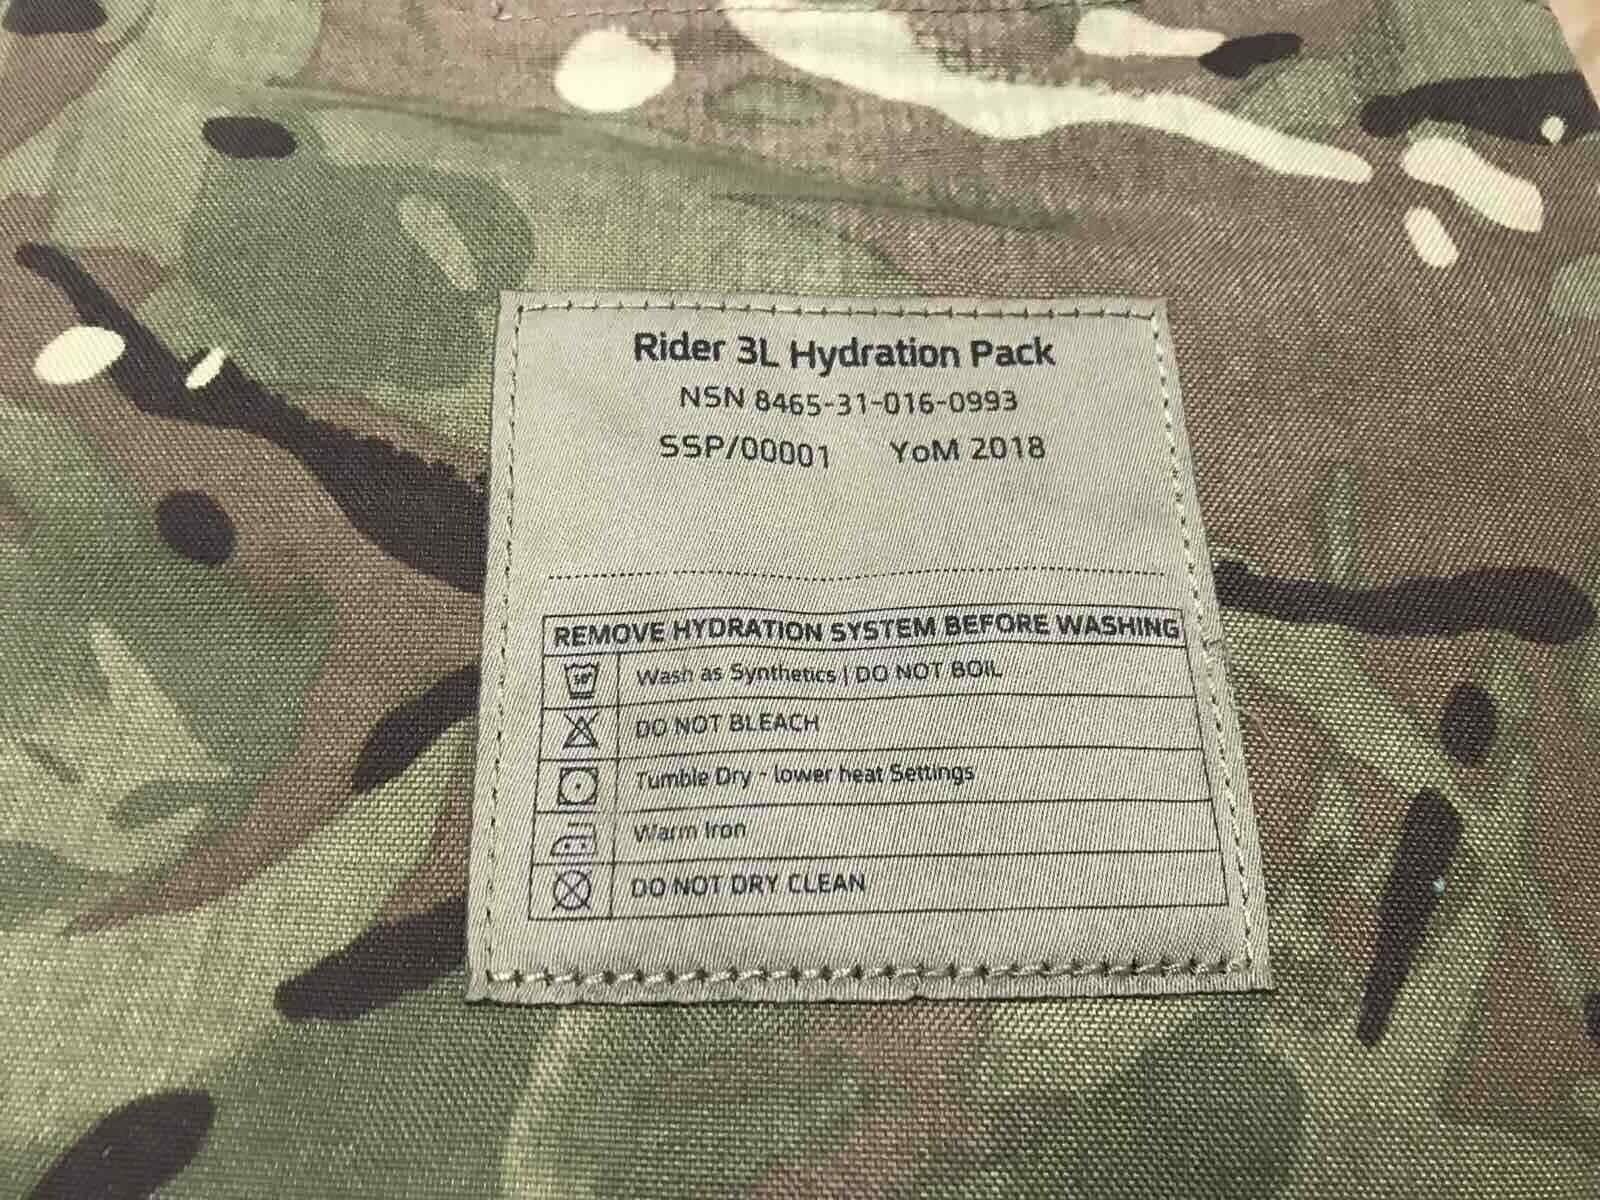 Rider 3L Hydration Pack
NSN 8465-31-016-0993
SSP/00001 YoM 2018
REMOVE HYDRATION SYSTEM BEFORE WASHING
30° Wash as Synthetics | DO NOT BOIL
DO NOT BLEACH
Tumble Dry - lower heat Settings
Warm Iron
DO NOT DRY CLEAN